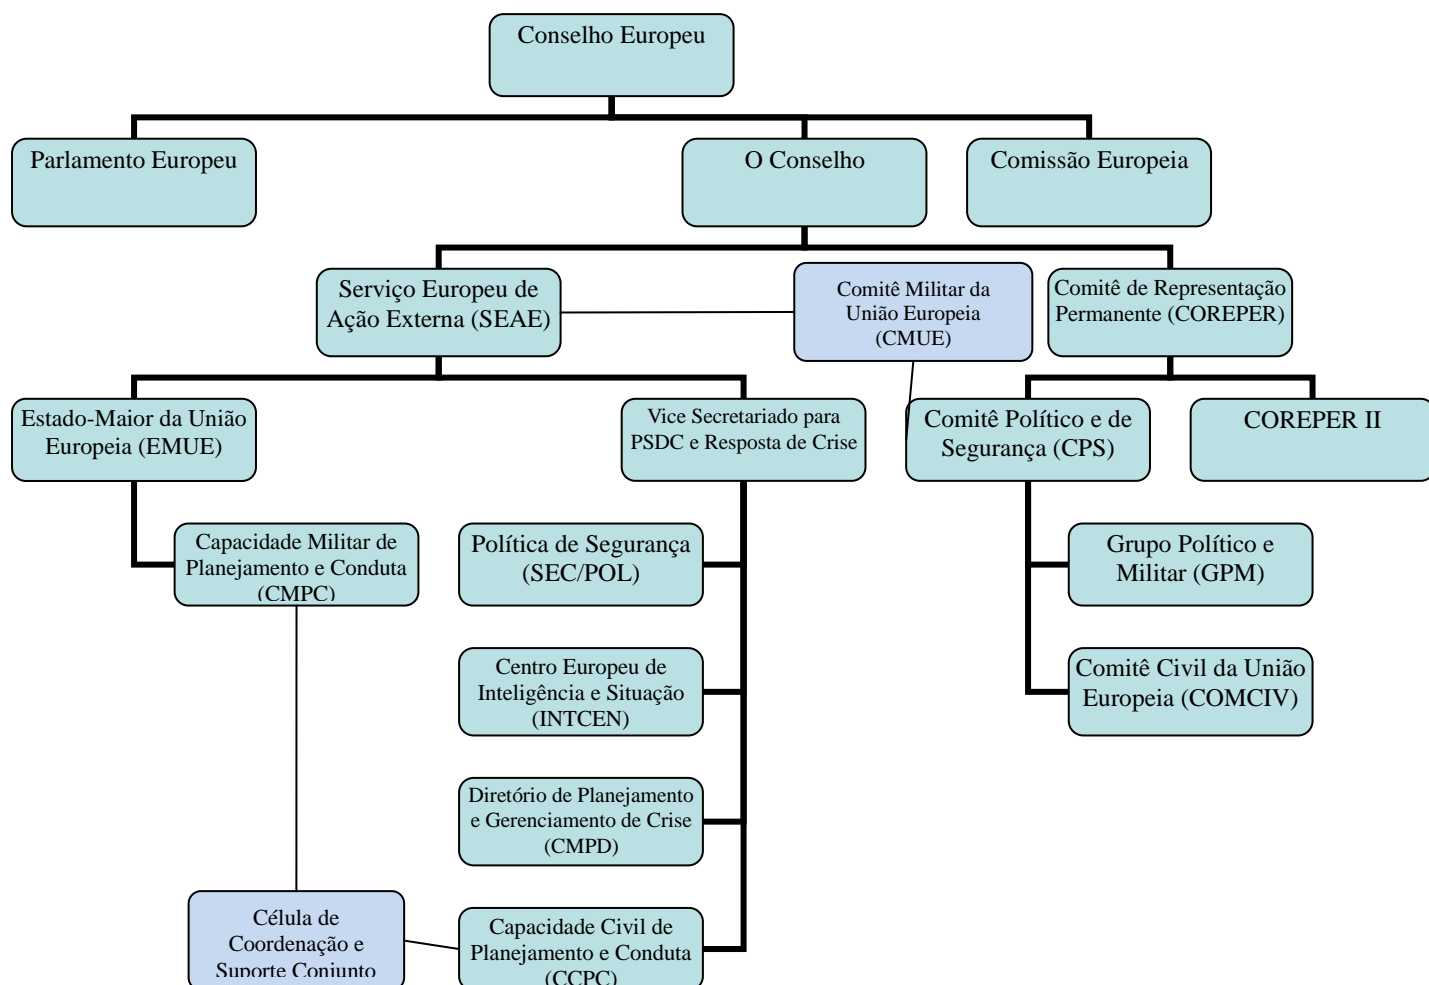 Conselho Europeu
Parlamento Europeu
O Conselho
Comissão Europeia
Serviço Europeu de
Ação Externa (SEAE)
Comitê Militar da
União Europeia
(CMUE)
Comitê de Representação
Permanente (COREPER)
Estado-Maior da União
Europeia (EMUE)
Vice Secretariado para
PSDC e Resposta de Crise
Comitê Político e de
Segurança (CPS)
COREPER II
Capacidade Militar de
Planejamento e Conduta
(CMPC)
Política de Segurança
(SEC/POL)
Grupo Político e
Militar (GPM)
Centro Europeu de
Inteligência e Situação
(INTCEN)
Comitê Civil da União
Europeia (COMCIV)
Diretório de Planejamento
e Gerenciamento de Crise
(CMPD)
Célula de
Coordenação e
Suporte Conjunto
Capacidade Civil de
Planejamento e Conduta
(CCPC)